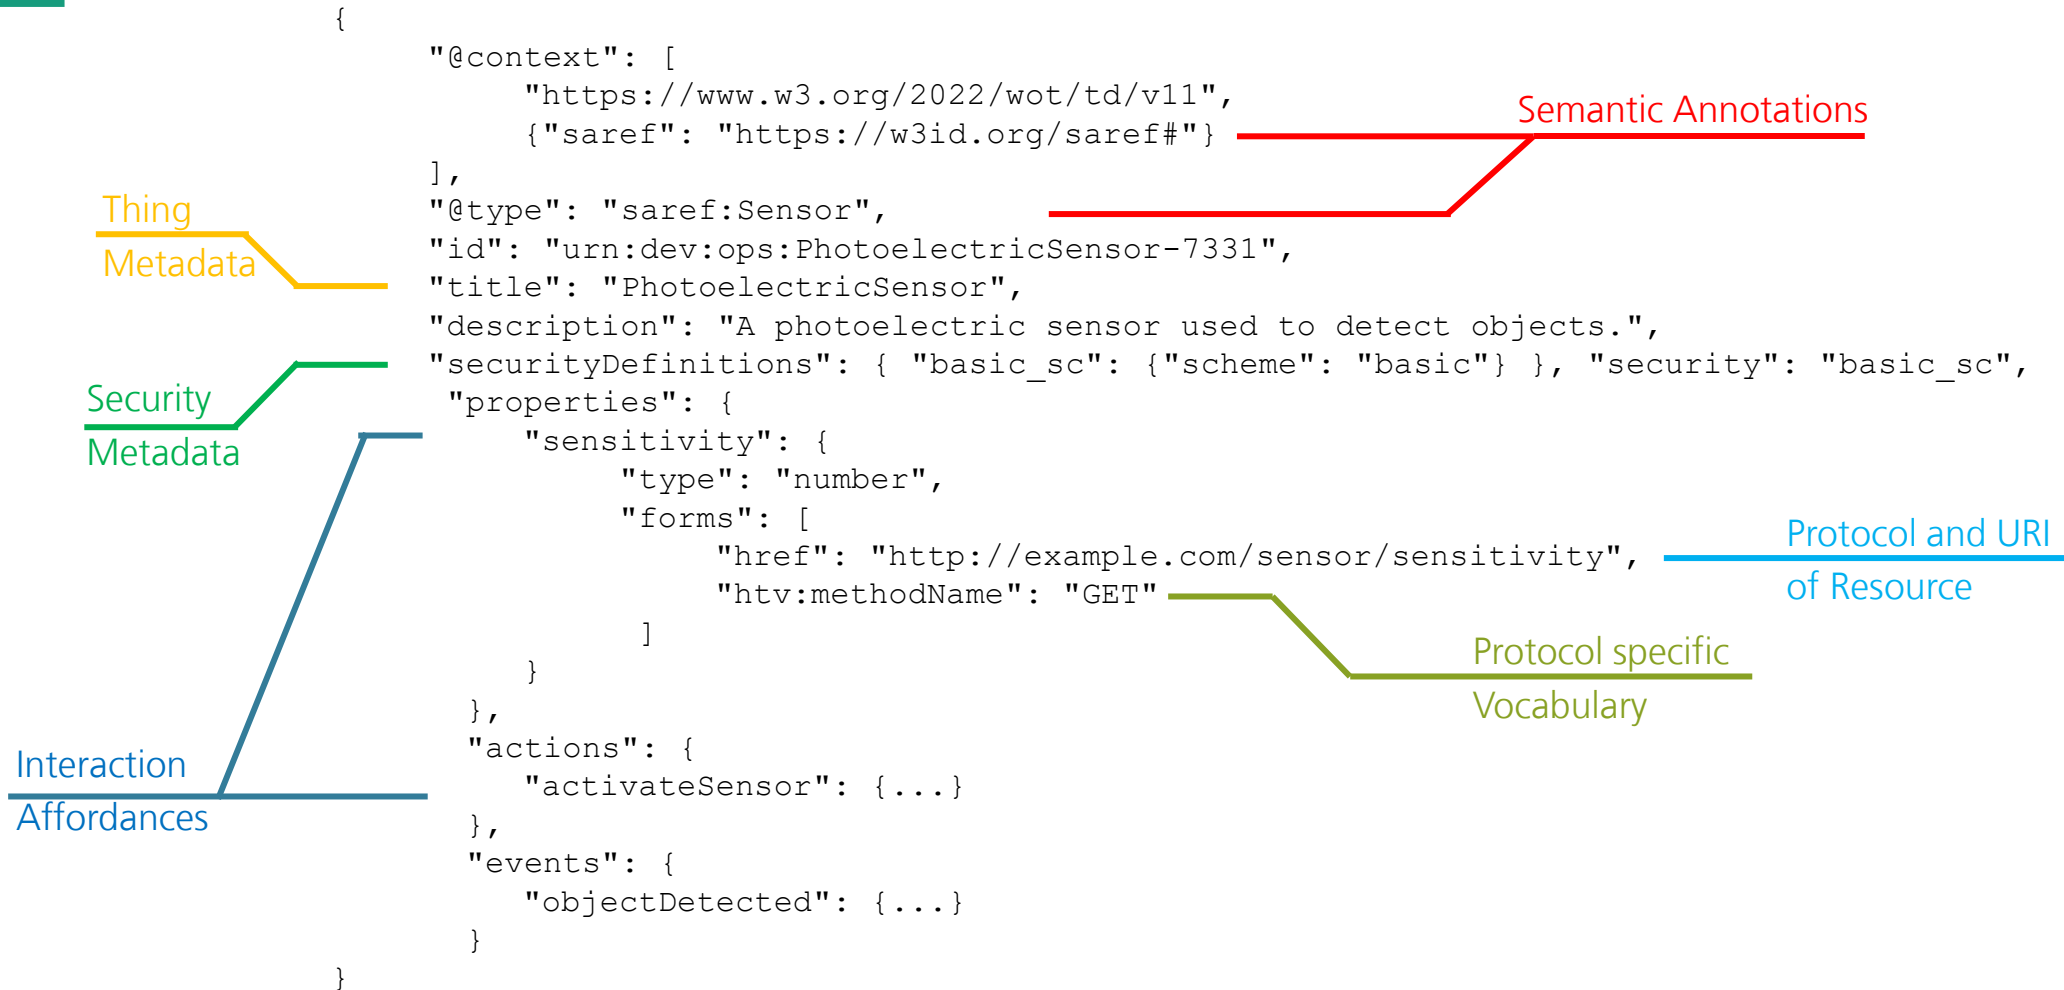 {
"@context": [
"https://www.w3.org/2022/wot/td/v11",
{"saref": "https://w3id.org/saref#"}
Semantic Annotations
],
"@type": "saref:Sensor",
Thing
Metadata
"id": "urn:dev:ops:PhotoelectricSensor-7331",
"title": "PhotoelectricSensor",
"description": "A photoelectric sensor used to detect objects.",
"securityDefinitions": { "basic_sc": {"scheme": "basic"} }, "security": "basic_sc",
Security
Metadata
"properties": {
"sensitivity": {
"type": "number",
"forms": [
"href": "http://example.com/sensor/sensitivity",
Protocol and URI
of Resource
"htv:methodName": "GET"
Protocol specific
Vocabulary
]
}
},
"actions": {
Interaction
Affordances
"activateSensor": {...}
},
"events": {
"objectDetected": {...}
}
}